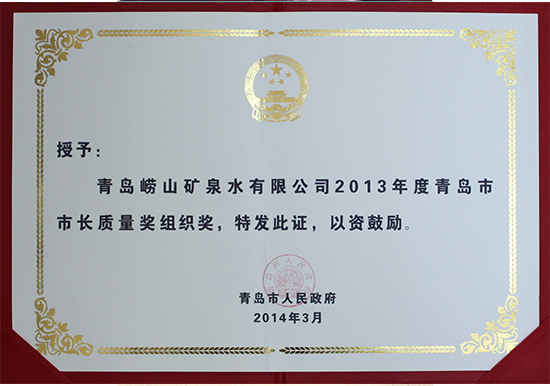 授予：
青岛崂山矿泉水有限公司2013年度青岛市
市长质量奖组织奖，特发此证，以资鼓励。
青岛市人民政府
2014年3月